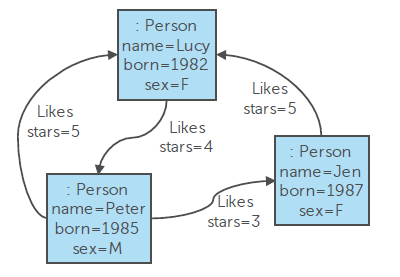 : Person
name=Lucy
born=1982
sex=F
Likes
stars=5
Likes
stars=4
Likes
stars=5
: Person
name=Jen
born=1987
sex=F
: Person
name=Peter
born=1985
sex=M
Likes
stars=3